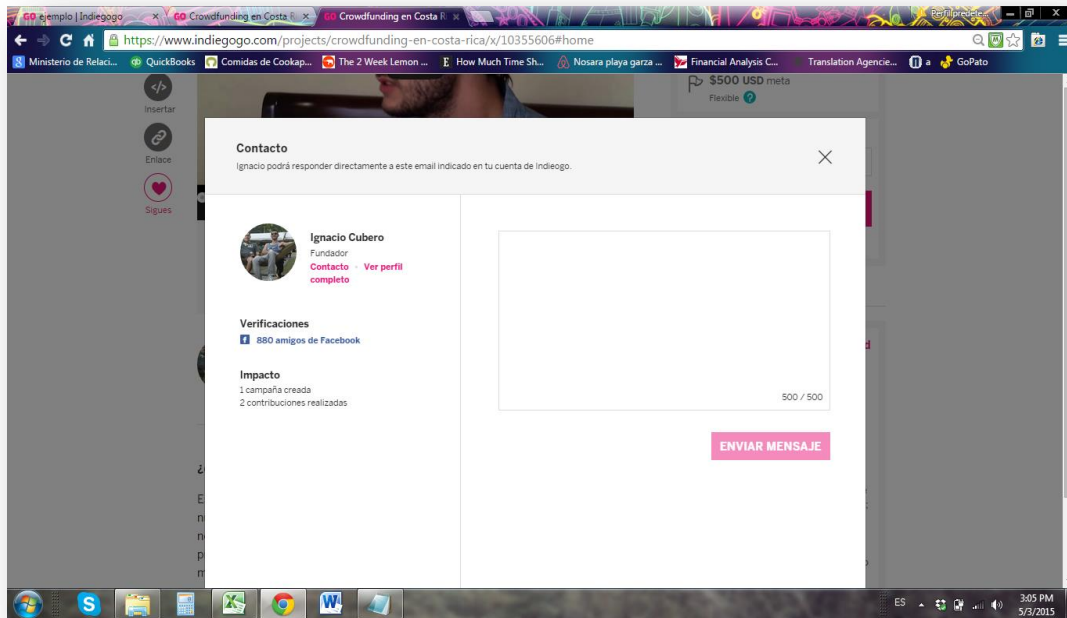 GO ejemplo | Indiegogo
GO Crowdfunding en Costa R
GO Crowdfunding en Costa R
Perfilpredete...
https://www.indiegogo.com/projects/crowdfunding-en-costa-rica/x/10355606#home
Ministerio de Relaci...
QuickBooks
Comidas de Cookap...
The 2 Week Lemon ...
E How Much Time Sh...
Nosara playa garza ...
Financial Analysis C...
Translation Agencie...
a
GoPato
Insertar
Enlace
Sigues
$500 USD meta
Flexible
Contacto
Ignacio podrá responder directamente a este email indicado en tu cuenta de Indieogo.
Ignacio Cubero
Fundador
Contacto · Ver perfil
completo
Verificaciones
880 amigos de Facebook
Impacto
1 campaña creada
2 contribuciones realizadas
500 / 500
ENVIAR MENSAJE
ES
3:05 PM
5/3/2015